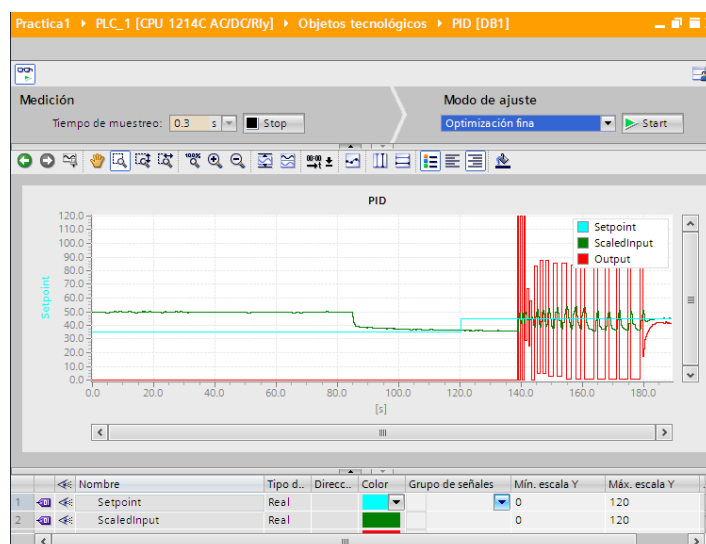 Practica1 ▸ PLC_1 [CPU 1214C AC/DC/Rly] ▸ Objetos tecnológicos ▸ PID [DB1]
Medición
Modo de ajuste
Tiempo de muestreo: 0.3 s Stop
Optimización fina Start
PID
120.0
110.0
100.0
90.0
80.0
70.0
60.0
50.0
40.0
30.0
20.0
10.0
0.0
Setpoint
Setpoint
ScaledInput
Output
0.0 20.0 40.0 60.0 80.0 100.0 120.0 140.0 160.0 180.0
[s]
Nombre Tipo d.. Direcc.. Color Grupo de señales Mín. escala Y Máx. escala Y
1 Setpoint Real 0 120
2 ScaledInput Real 0 120